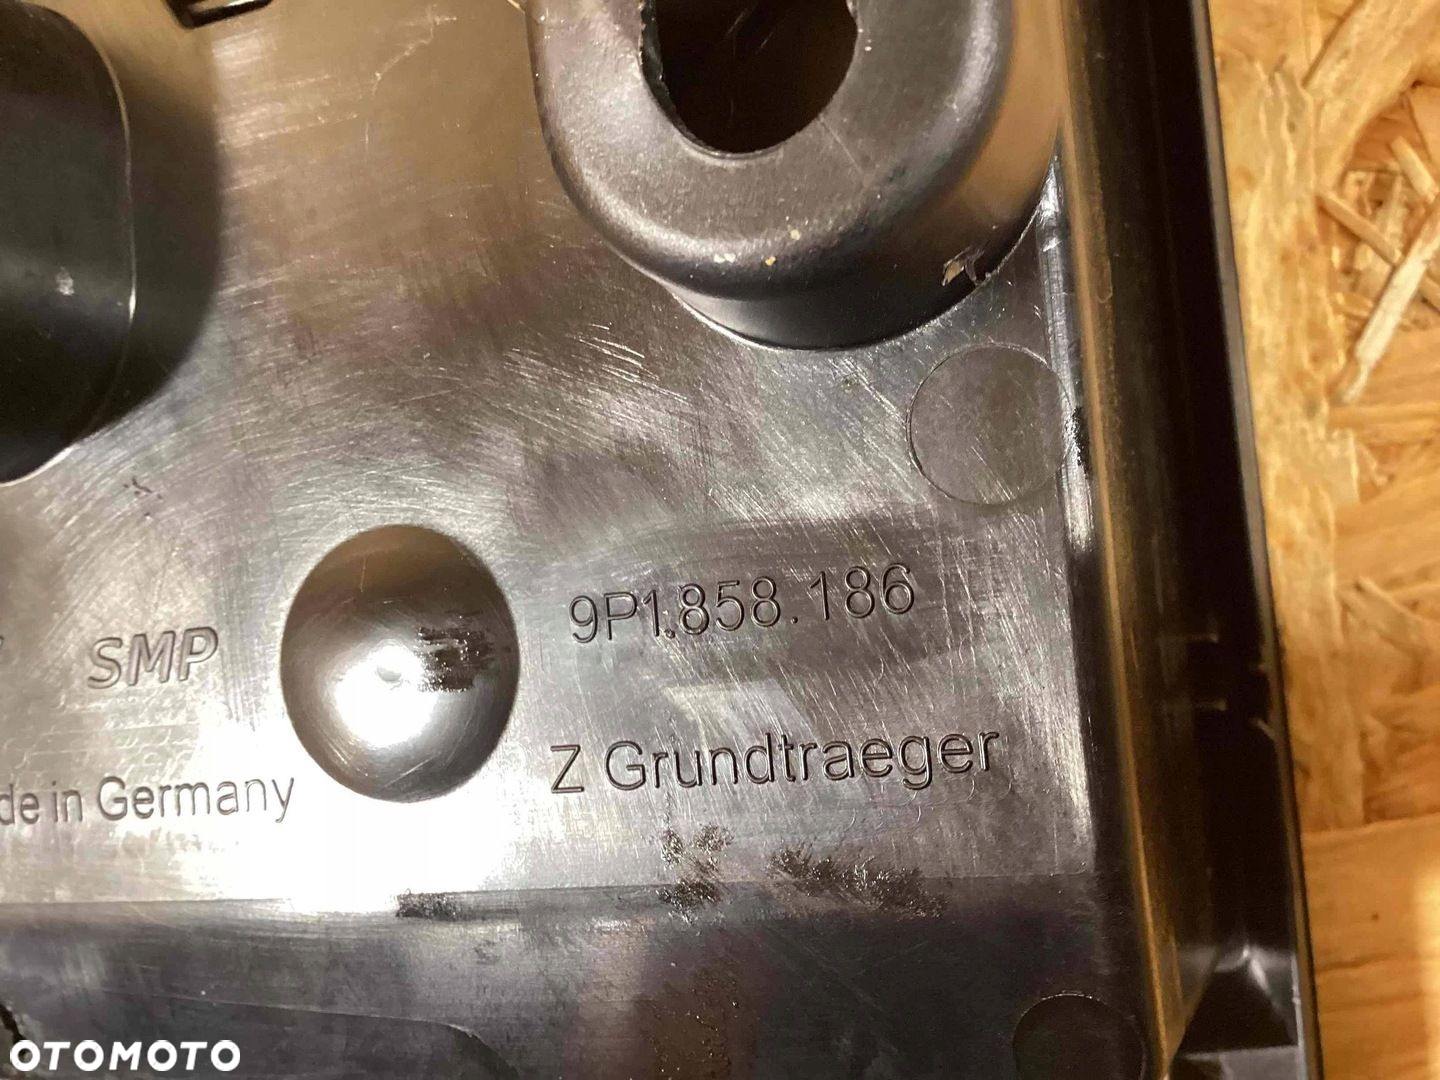 9P1.858.186
SMP
Z Grundtraeger
de in Germany
OTOMOTO